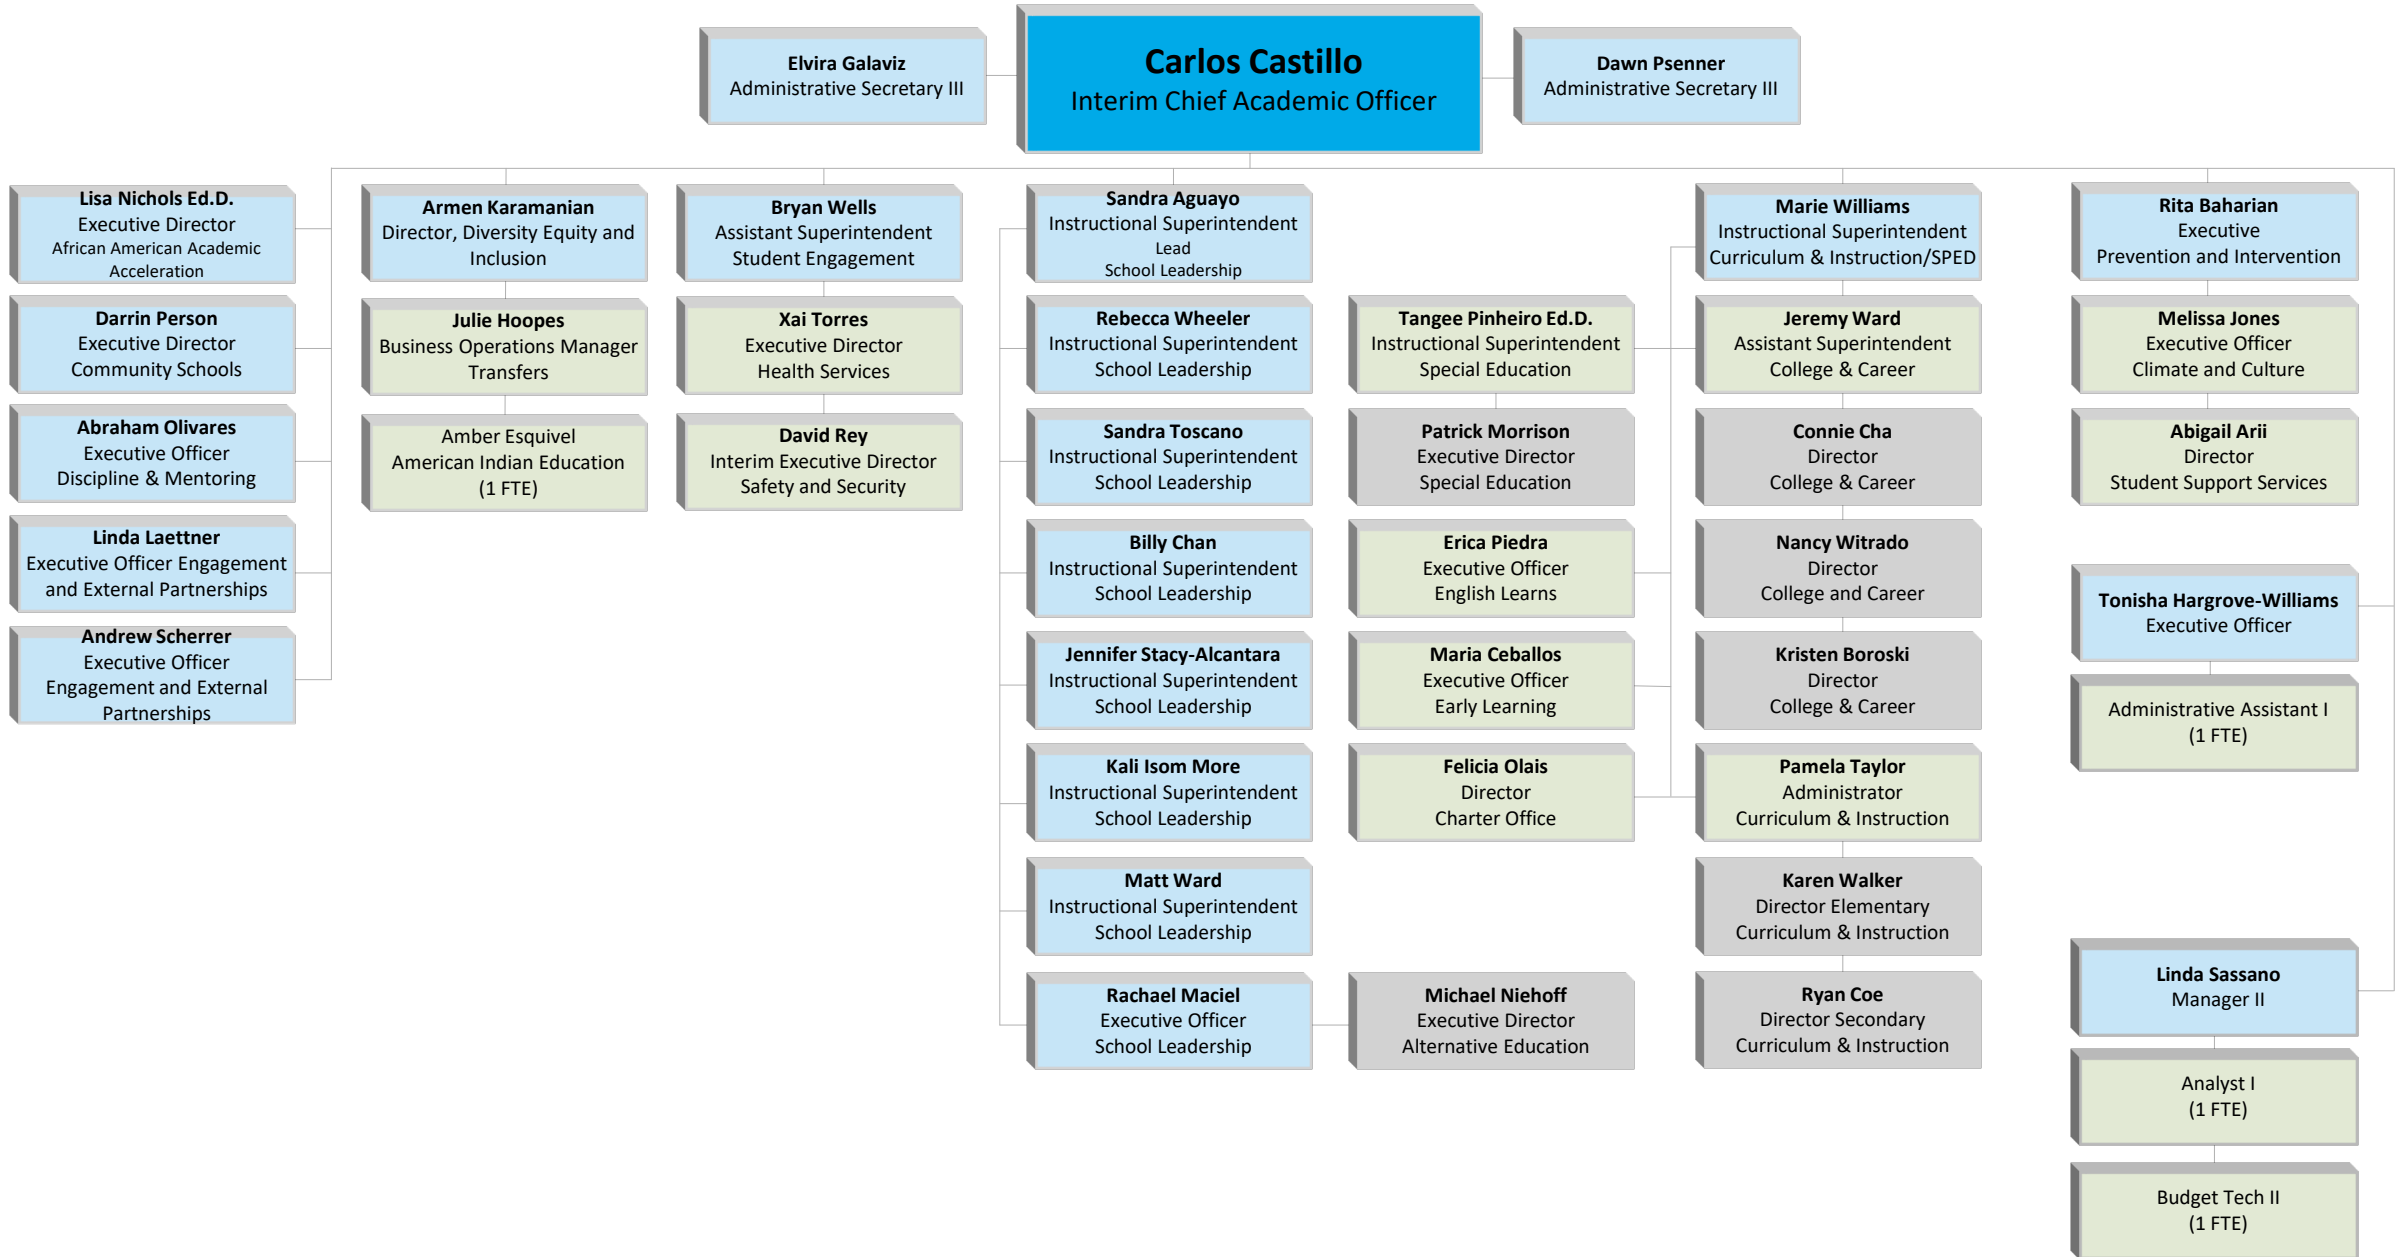 Elvira Galaviz
Administrative Secretary III
Carlos Castillo
Interim Chief Academic Officer
Dawn Psenner
Administrative Secretary III
Lisa Nichols Ed.D.
Executive Director
African American Academic
Acceleration
Darrin Person
Executive Director
Community Schools
Abraham Olivares
Executive Officer
Discipline & Mentoring
Linda Laettner
Executive Officer Engagement
and External Partnerships
Andrew Scherrer
Executive Officer
Engagement and External
Partnerships
Armen Karamanian
Director, Diversity Equity and
Inclusion
Julie Hoopes
Business Operations Manager
Transfers
Amber Esquivel
American Indian Education
(1 FTE)
Bryan Wells
Assistant Superintendent
Student Engagement
Xai Torres
Executive Director
Health Services
David Rey
Interim Executive Director
Safety and Security
Sandra Aguayo
Instructional Superintendent
Lead
School Leadership
Rebecca Wheeler
Instructional Superintendent
School Leadership
Sandra Toscano
Instructional Superintendent
School Leadership
Billy Chan
Instructional Superintendent
School Leadership
Jennifer Stacy-Alcantara
Instructional Superintendent
School Leadership
Kali Isom More
Instructional Superintendent
School Leadership
Matt Ward
Instructional Superintendent
School Leadership
Rachael Maciel
Executive Officer
School Leadership
Tangee Pinheiro Ed.D.
Instructional Superintendent
Special Education
Patrick Morrison
Executive Director
Special Education
Erica Piedra
Executive Officer
English Learns
Maria Ceballos
Executive Officer
Early Learning
Felicia Olais
Director
Charter Office
Michael Niehoff
Executive Director
Alternative Education
Marie Williams
Instructional Superintendent
Curriculum & Instruction/SPED
Jeremy Ward
Assistant Superintendent
College & Career
Connie Cha
Director
College & Career
Nancy Witrado
Director
College and Career
Kristen Boroski
Director
College & Career
Pamela Taylor
Administrator
Curriculum & Instruction
Karen Walker
Director Elementary
Curriculum & Instruction
Ryan Coe
Director Secondary
Curriculum & Instruction
Rita Baharian
Executive
Prevention and Intervention
Melissa Jones
Executive Officer
Climate and Culture
Abigail Arii
Director
Student Support Services
Tonisha Hargrove-Williams
Executive Officer
Administrative Assistant I
(1 FTE)
Linda Sassano
Manager II
Analyst I
(1 FTE)
Budget Tech II
(1 FTE)